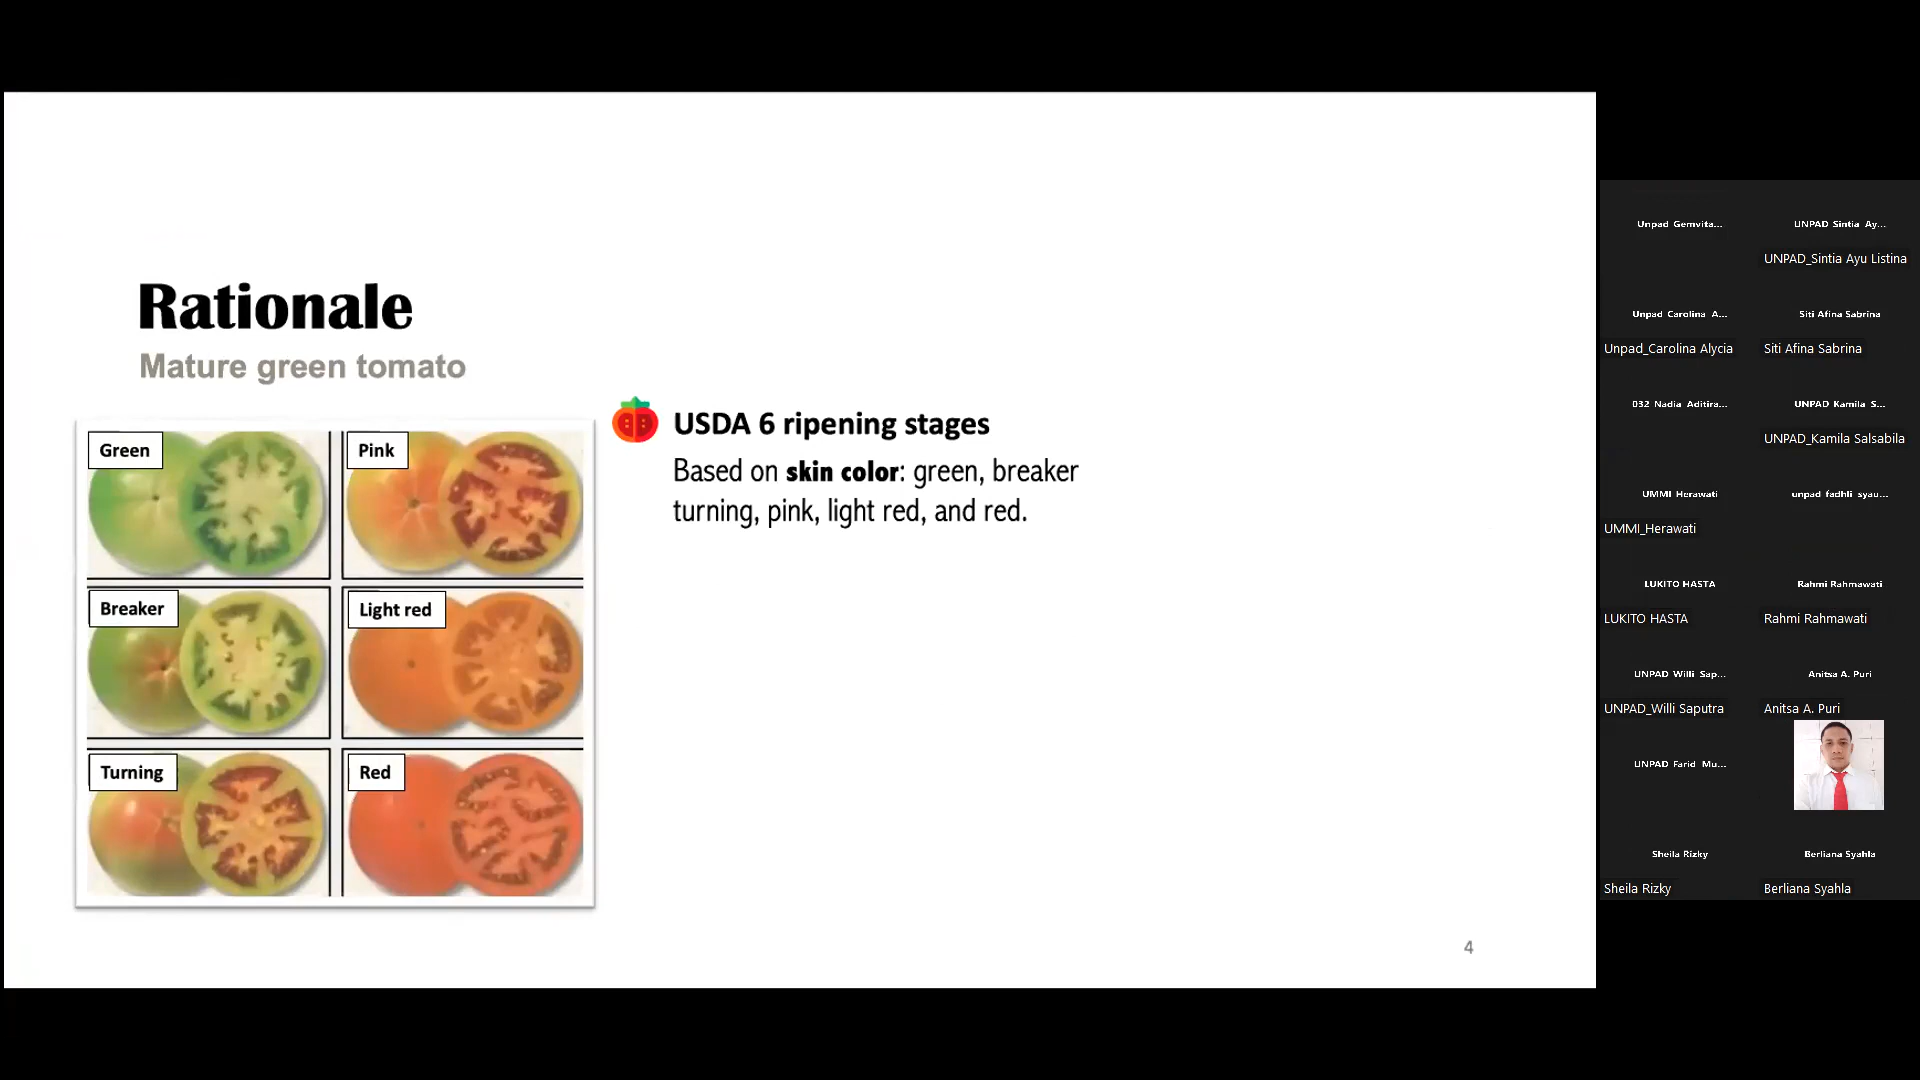 Rationale
Mature green tomato
Green
Pink
Breaker
Light red
Turning
Red
USDA 6 ripening stages
Based on skin color: green, breaker
turning, pink, light red, and red.
4
Unpad Gemvita...
UNPAD Sintia Ay...
UNPAD_Sintia Ayu Listina
Unpad Carolina A...
Siti Afina Sabrina
Unpad_Carolina Alycia
Siti Afina Sabrina
032 Nadia Aditira...
UNPAD Kamila S...
UNPAD_Kamila Salsabila
UMMI Herawati
unpad fadhli syau...
UMMI_Herawati
LUKITO HASTA
Rahmi Rahmawati
LUKITO HASTA
Rahmi Rahmawati
UNPAD Willi Sap...
Anitsa A. Puri
UNPAD_Willi Saputra
Anitsa A. Puri
UNPAD Farid Mu...
Sheila Rizky
Berliana Syahla
Sheila Rizky
Berliana Syahla